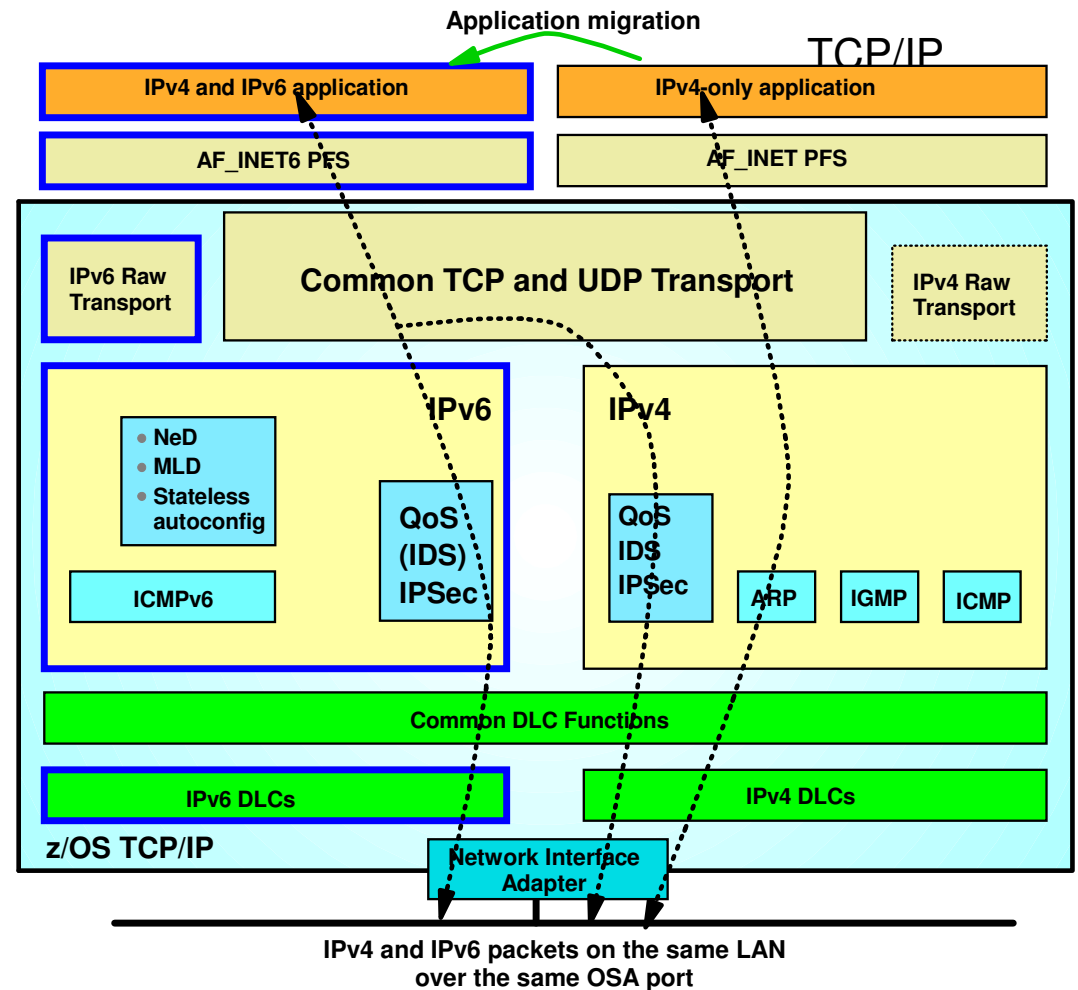 Application migration
TCP/IP
IPv4 and IPv6 application
IPv4-only application
AF_INET6 PFS
AF_INET PFS
IPv6 Raw
Transport
Common TCP and UDP Transport
IPv4 Raw
Transport
IPv6
IPv4
NeD
MLD
Stateless
autoconfig
QoS
(IDS)
IPSec
ICMPv6
QoS
IDS
IPSec
ARP
IGMP
ICMP
Common DLC Functions
IPv6 DLCs
IPv4 DLCs
z/OS TCP/IP
Network Interface
Adapter
IPv4 and IPv6 packets on the same LAN
over the same OSA port